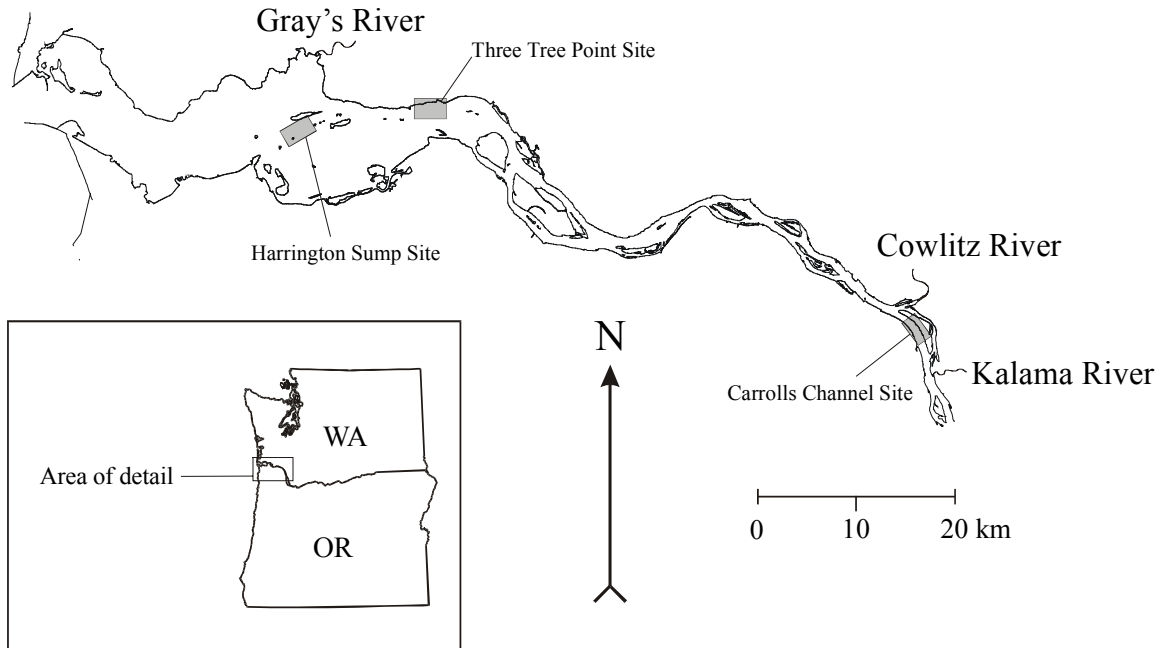 Gray's River
Three Tree Point Site
Harrington Sump Site
Cowlitz River
Kalama River
Carrolls Channel Site
N
WA
Area of detail
OR
0 10 20 km